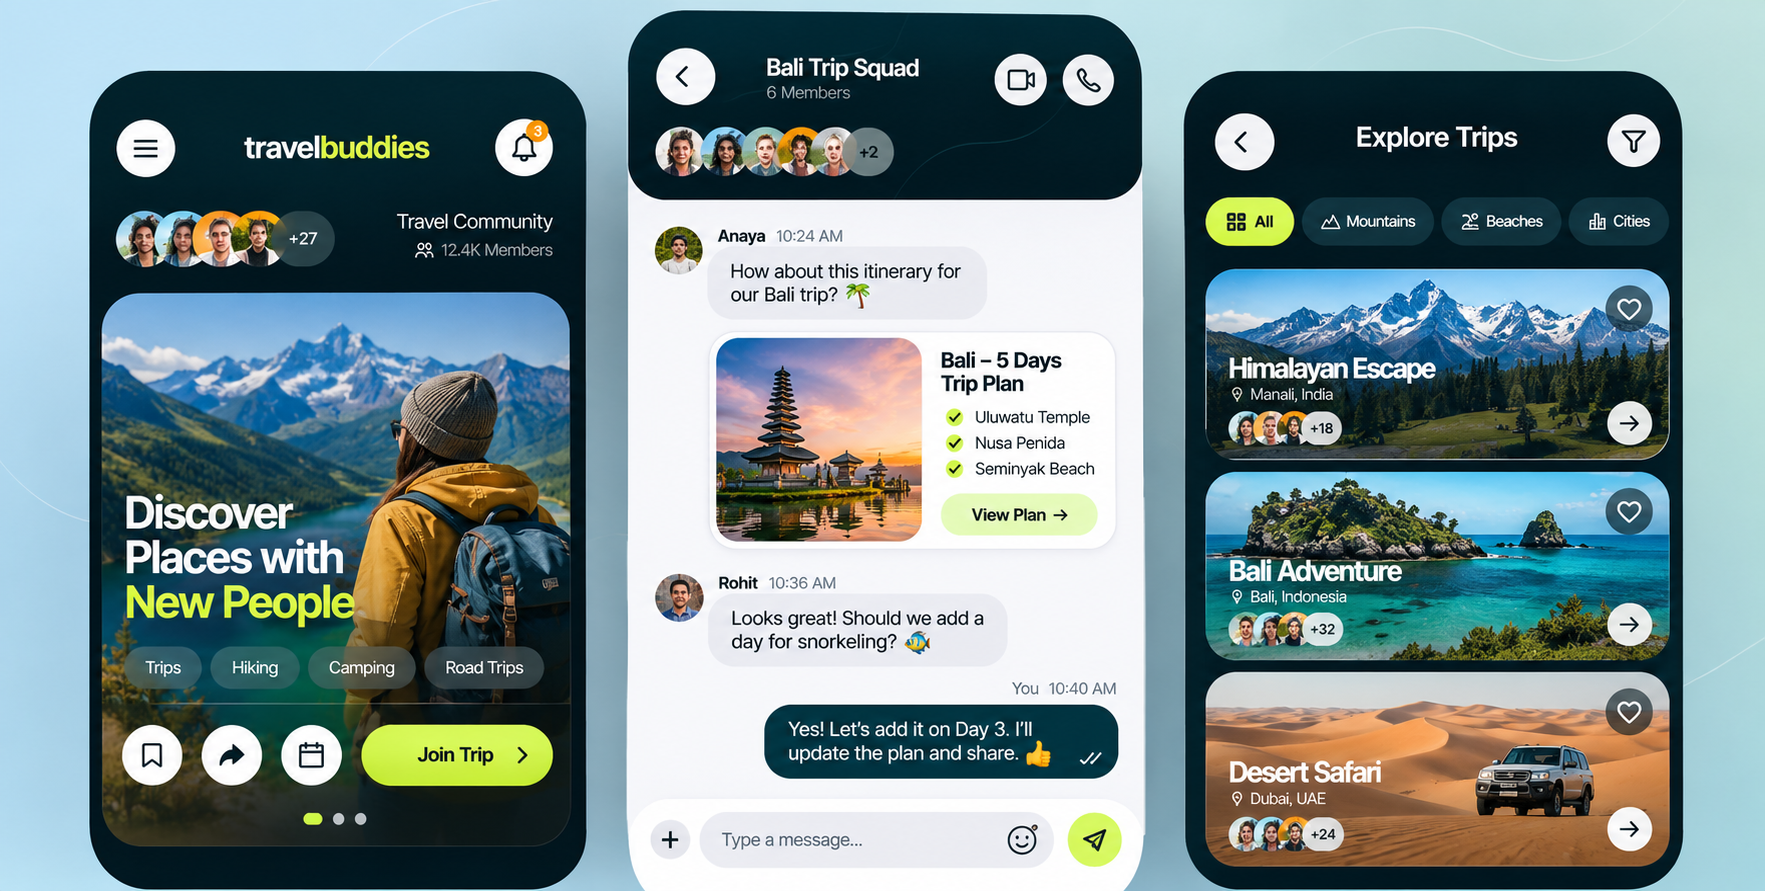 travelbuddies
3
+27
Travel Community
12.4K Members
Discover
Places with
New People
Trips
Hiking
Camping
Road Trips
Join Trip
Bali Trip Squad
6 Members
+2
Anaya 10:24 AM
How about this itinerary for
our Bali trip? 🌴
Bali – 5 Days
Trip Plan
Uluwatu Temple
Nusa Penida
Seminyak Beach
View Plan →
Rohit 10:36 AM
Looks great! Should we add a
day for snorkeling? 🐠
You 10:40 AM
Yes! Let's add it on Day 3. I'll
update the plan and share. 👍
Type a message...
Explore Trips
All
Mountains
Beaches
Cities
Himalayan Escape
Manali, India
+18
Bali Adventure
Bali, Indonesia
+32
Desert Safari
Dubai, UAE
+24